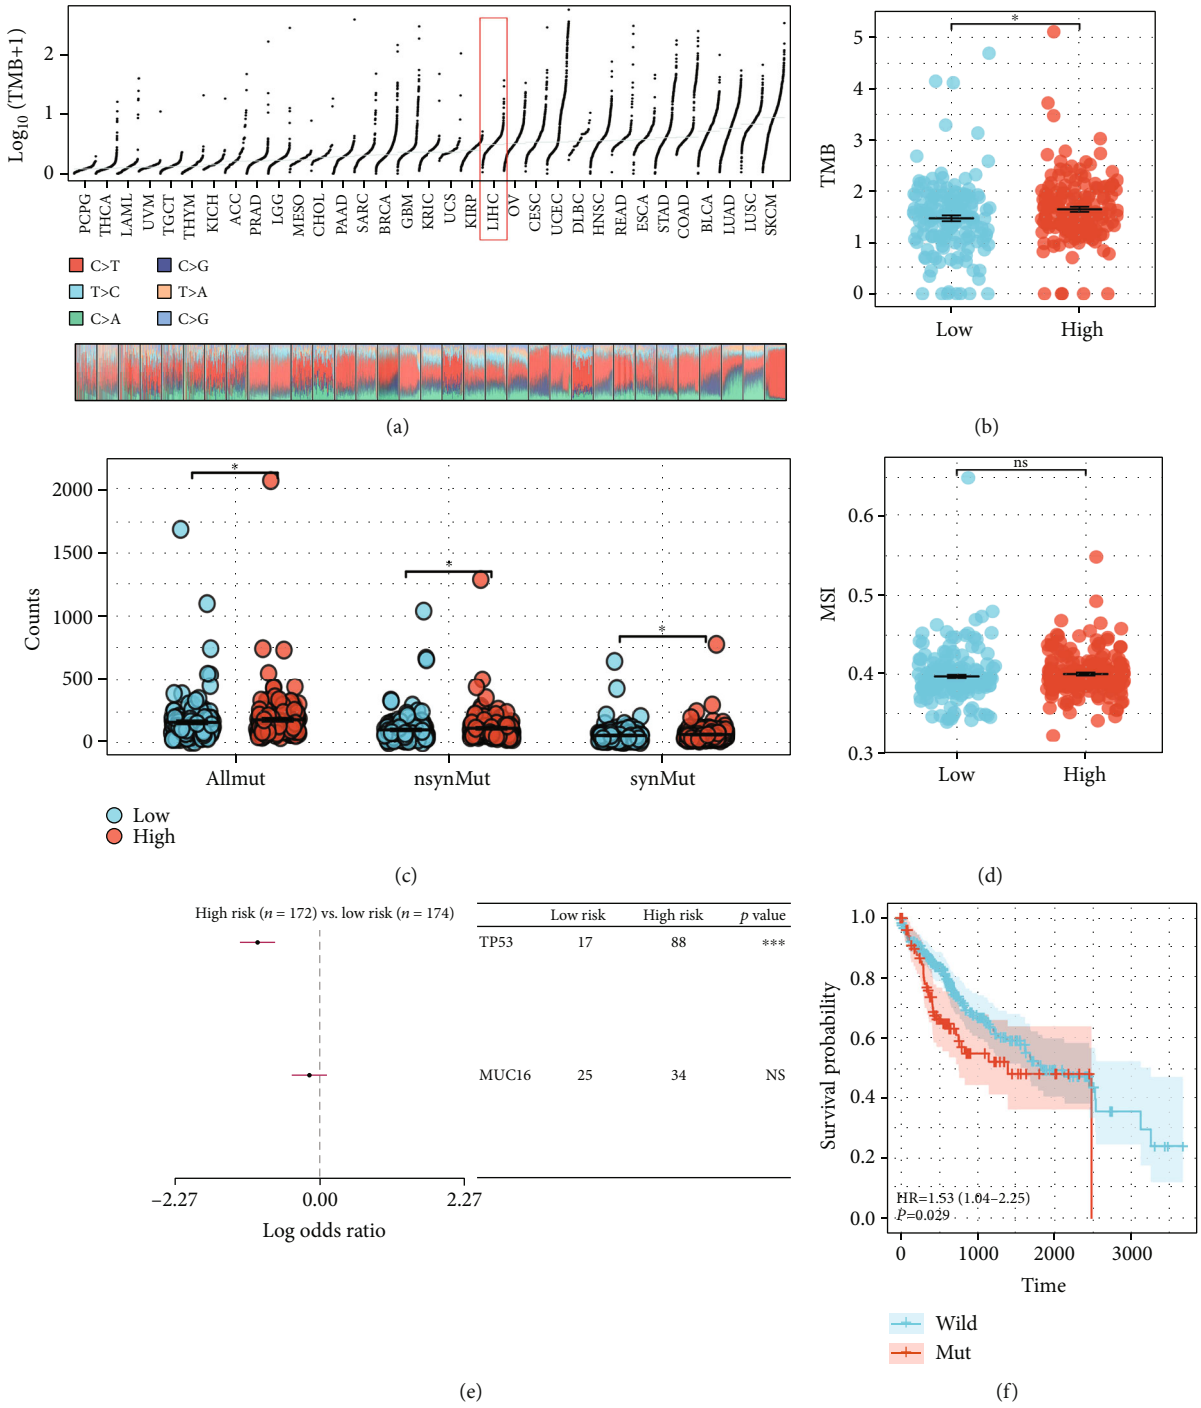 Log10 (TMB+1)
2
1
0
PCPG
THCA
LAML
UVM
TGCT
THYM
KICH
ACC
PRAD
LGG
MESO
CHOL
PAAD
SARC
BRCA
GBM
KRIC
UCS
KIRP
LIHC
OV
CESC
UCEC
DLBC
HNSC
READ
ESCA
STAD
COAD
BLCA
LUAD
LUSC
SKCM
C>T C>G
T>C T>A
C>A C>G
(a)
TMB
*
5
4
3
2
1
0
Low High
(b)
Counts
2000
1500
1000
500
0
*
*
*
Allmut nsynMut synMut
Low
High
(c)
MSI
ns
0.6
0.5
0.4
0.3
Low High
(d)
High risk (n = 172) vs. low risk (n = 174)
Low risk High risk p value
TP53 17 88 ***
MUC16 25 34 NS
−2.27 0.00 2.27
Log odds ratio
(e)
Survival probability
1.0
0.8
0.6
0.4
0.2
0.0
HR=1.53 (1.04–2.25)
P=0.029
0 1000 2000 3000
Time
Wild
Mut
(f)